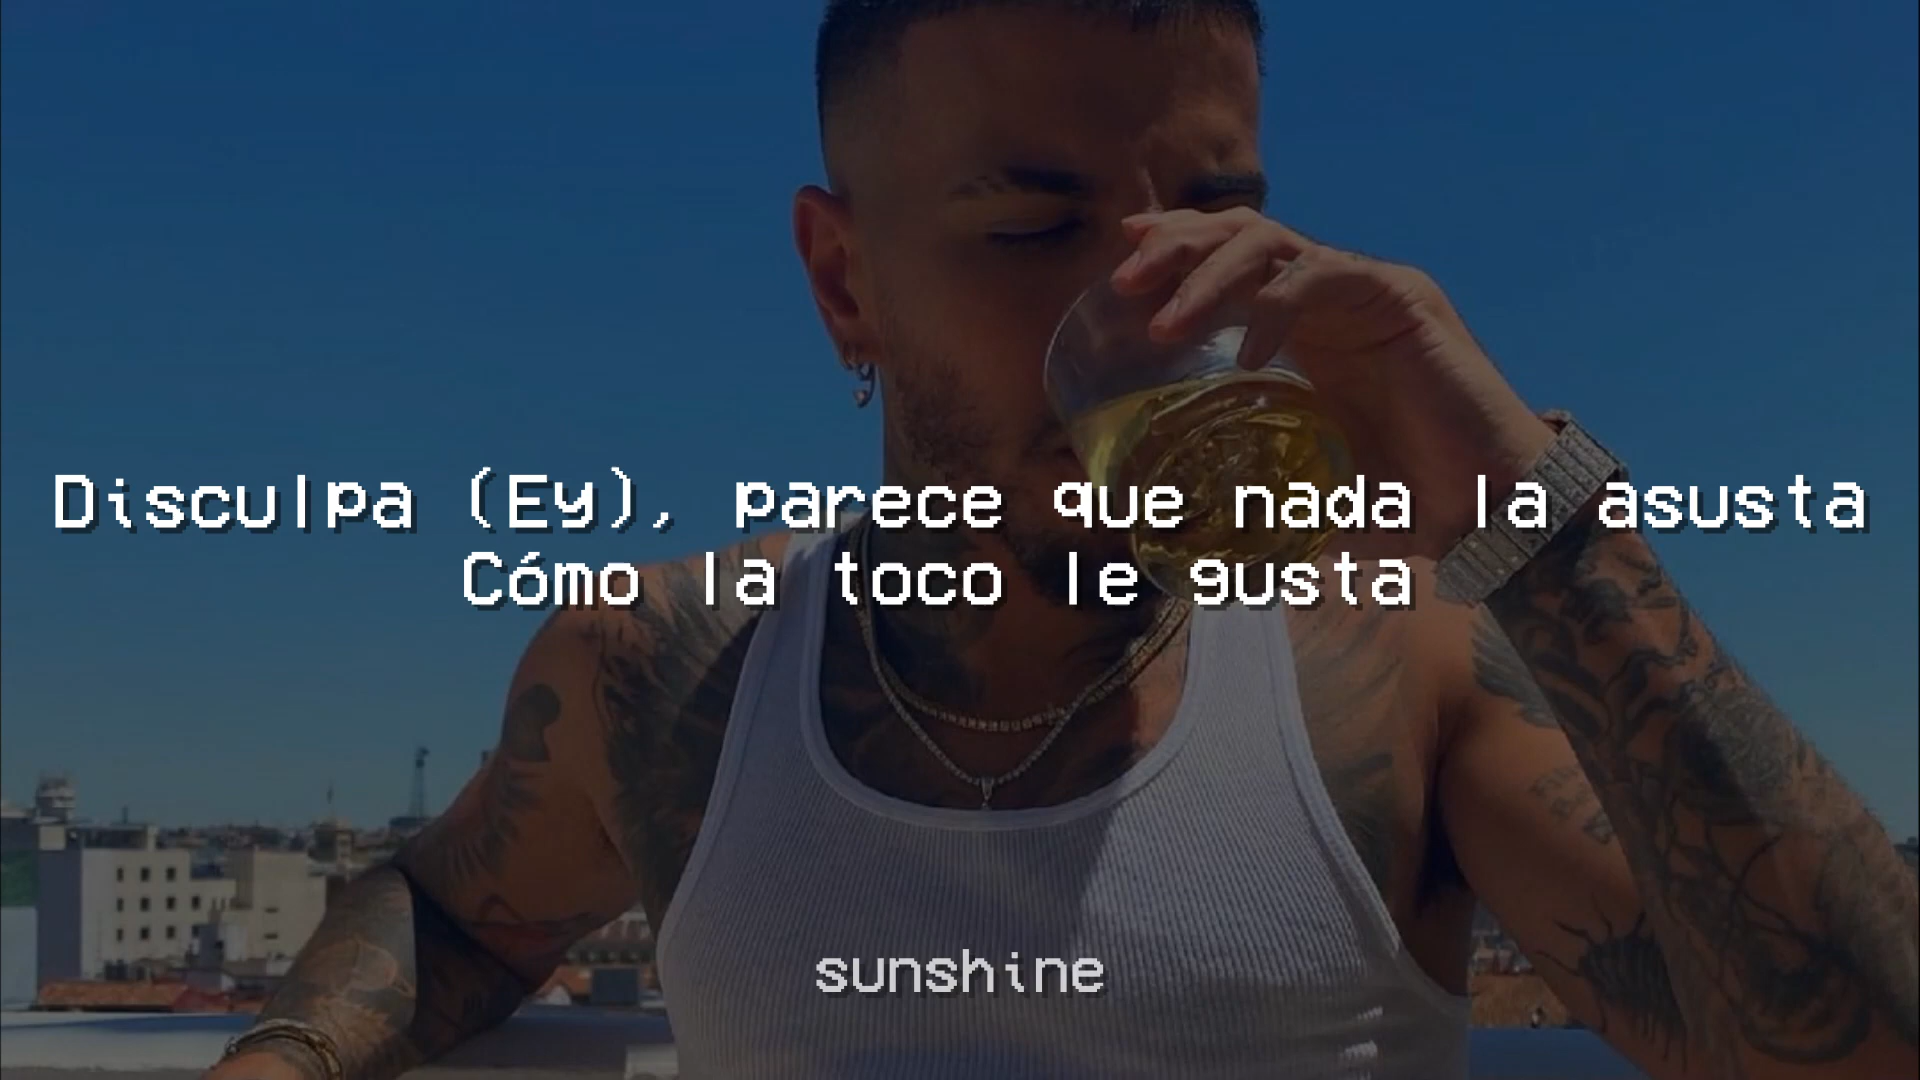 Disculpa (Ey), parece que nada la asusta
Cómo la toco le gusta
sunshine